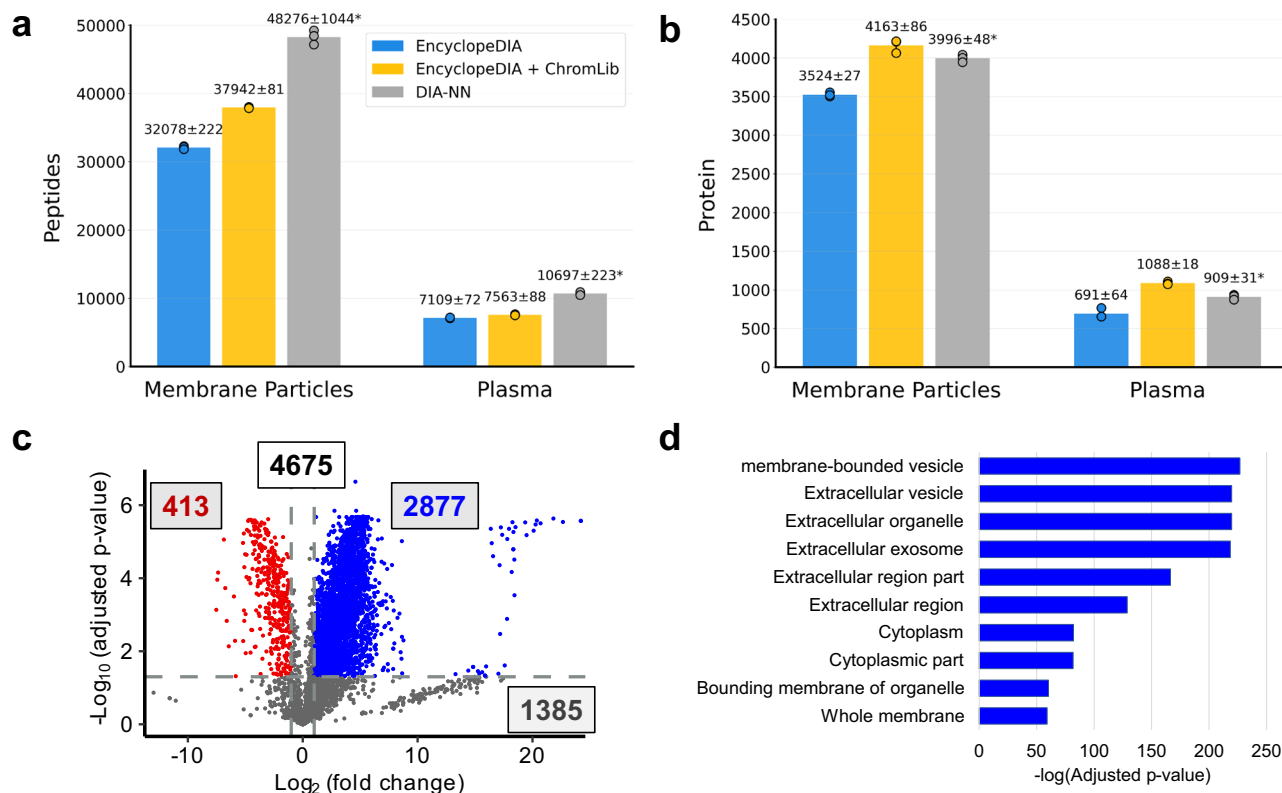 a
48276±1044*
50000
40000
30000
20000
10000
0
Peptides
37942±81
32078±222
EncyclopeDIA
EncyclopeDIA + ChromLib
DIA-NN
7109±72
7563±88
10697±223*
Membrane Particles
Plasma
b
4500
4000
3500
3000
2500
2000
1500
1000
500
0
Protein
3524±27
4163±86
3996±48*
691±64
1088±18
909±31*
Membrane Particles
Plasma
c
4675
413
2877
1385
-Log10 (adjusted p-value)
6
4
2
0
-10
0
10
20
Log2 (fold change)
d
membrane-bounded vesicle
Extracellular vesicle
Extracellular organelle
Extracellular exosome
Extracellular region part
Extracellular region
Cytoplasm
Cytoplasmic part
Bounding membrane of organelle
Whole membrane
0
50
100
150
200
250
-log(Adjusted p-value)